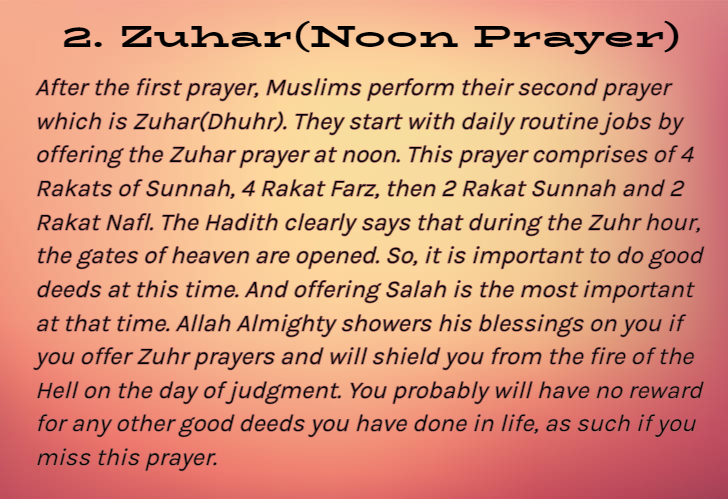 2. Zuhar(Noon Prayer)
After the first prayer, Muslims perform their second prayer
which is Zuhar(Dhuhr). They start with daily routine jobs by
offering the Zuhar prayer at noon. This prayer comprises of 4
Rakats of Sunnah, 4 Rakat Farz, then 2 Rakat Sunnah and 2
Rakat Nafl. The Hadith clearly says that during the Zuhr hour,
the gates of heaven are opened. So, it is important to do good
deeds at this time. And offering Salah is the most important
at that time. Allah Almighty showers his blessings on you if
you offer Zuhr prayers and will shield you from the fire of the
Hell on the day of judgment. You probably will have no reward
for any other good deeds you have done in life, as such if you
miss this prayer.